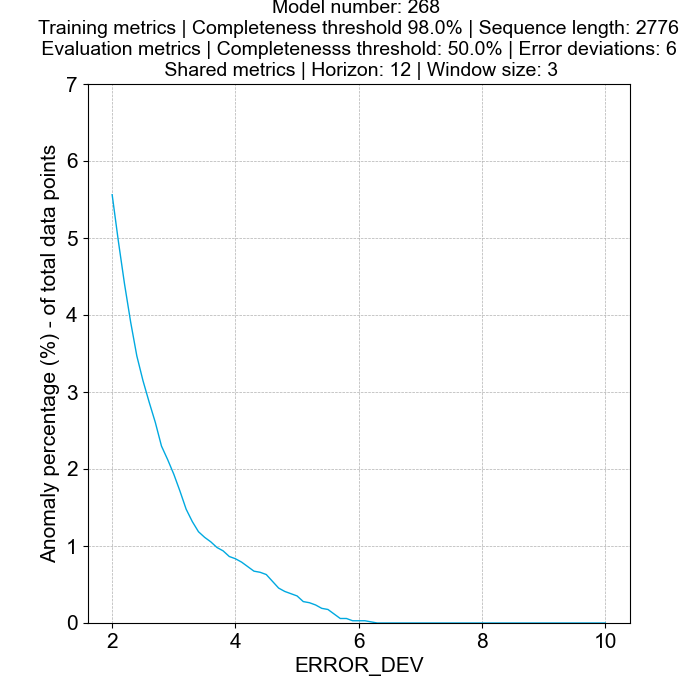 Model number: 268
Training metrics | Completeness threshold 98.0% | Sequence length: 2776
Evaluation metrics | Completenesss threshold: 50.0% | Error deviations: 6
Shared metrics | Horizon: 12 | Window size: 3
Anomaly percentage (%) - of total data points
7
6
5
4
3
2
1
0
2 4 6 8 10
ERROR_DEV